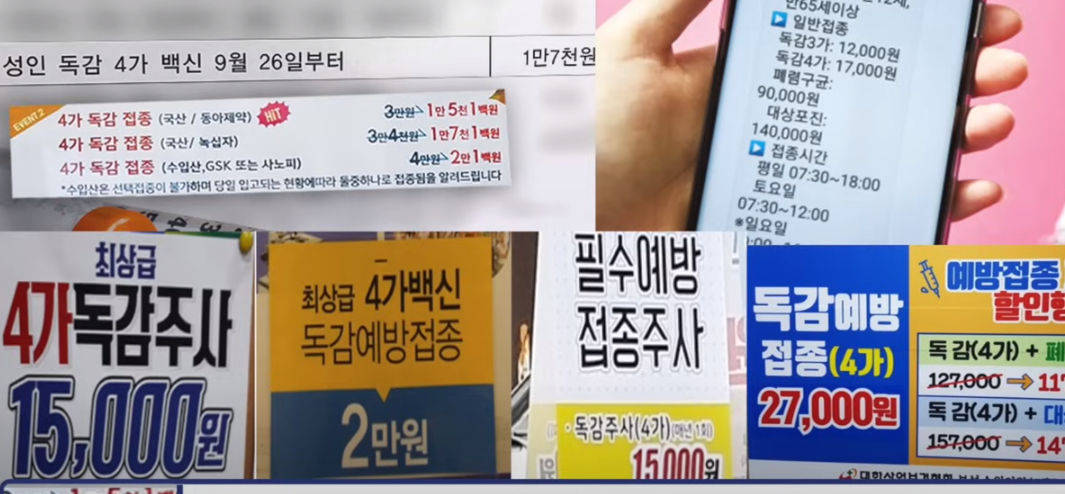 성인 독감 4가 백신 9월 26일부터
1만7천원
EVENT.2
4가 독감 접종 (국산 / 동아제약) HIT 3만원 1만 5천 1백원
4가 독감 접종 (국산/ 녹십자) 3만4천원 1만 7천 1백원
4가 독감 접종 (수입산,GSK 또는 사노피) 4만원 2만 1백원
*수입산은 선택접종이 불가하며 당일 입고되는 현황에따라 둘중하나로 접종됨을 알려드립니다
만65세이상
▶ 일반접종
독감3가: 12,000원
독감4가: 17,000원
폐렴구균:
90,000원
대상포진:
140,000원
▶ 접종시간
평일 07:30~18:00
토요일
07:30~12:00
*일요일
최상급
4가독감주사
15,000원
최상급 4가백신
독감예방접종
2만원
필수예방
접종주사
·독감주사(4가)(매년 1회)
15,000원
독감예방
접종(4가)
27,000원
예방접종
할인행
독감(4가) + 폐
127,000 → 11
독감(4가) + 대
157,000 → 14